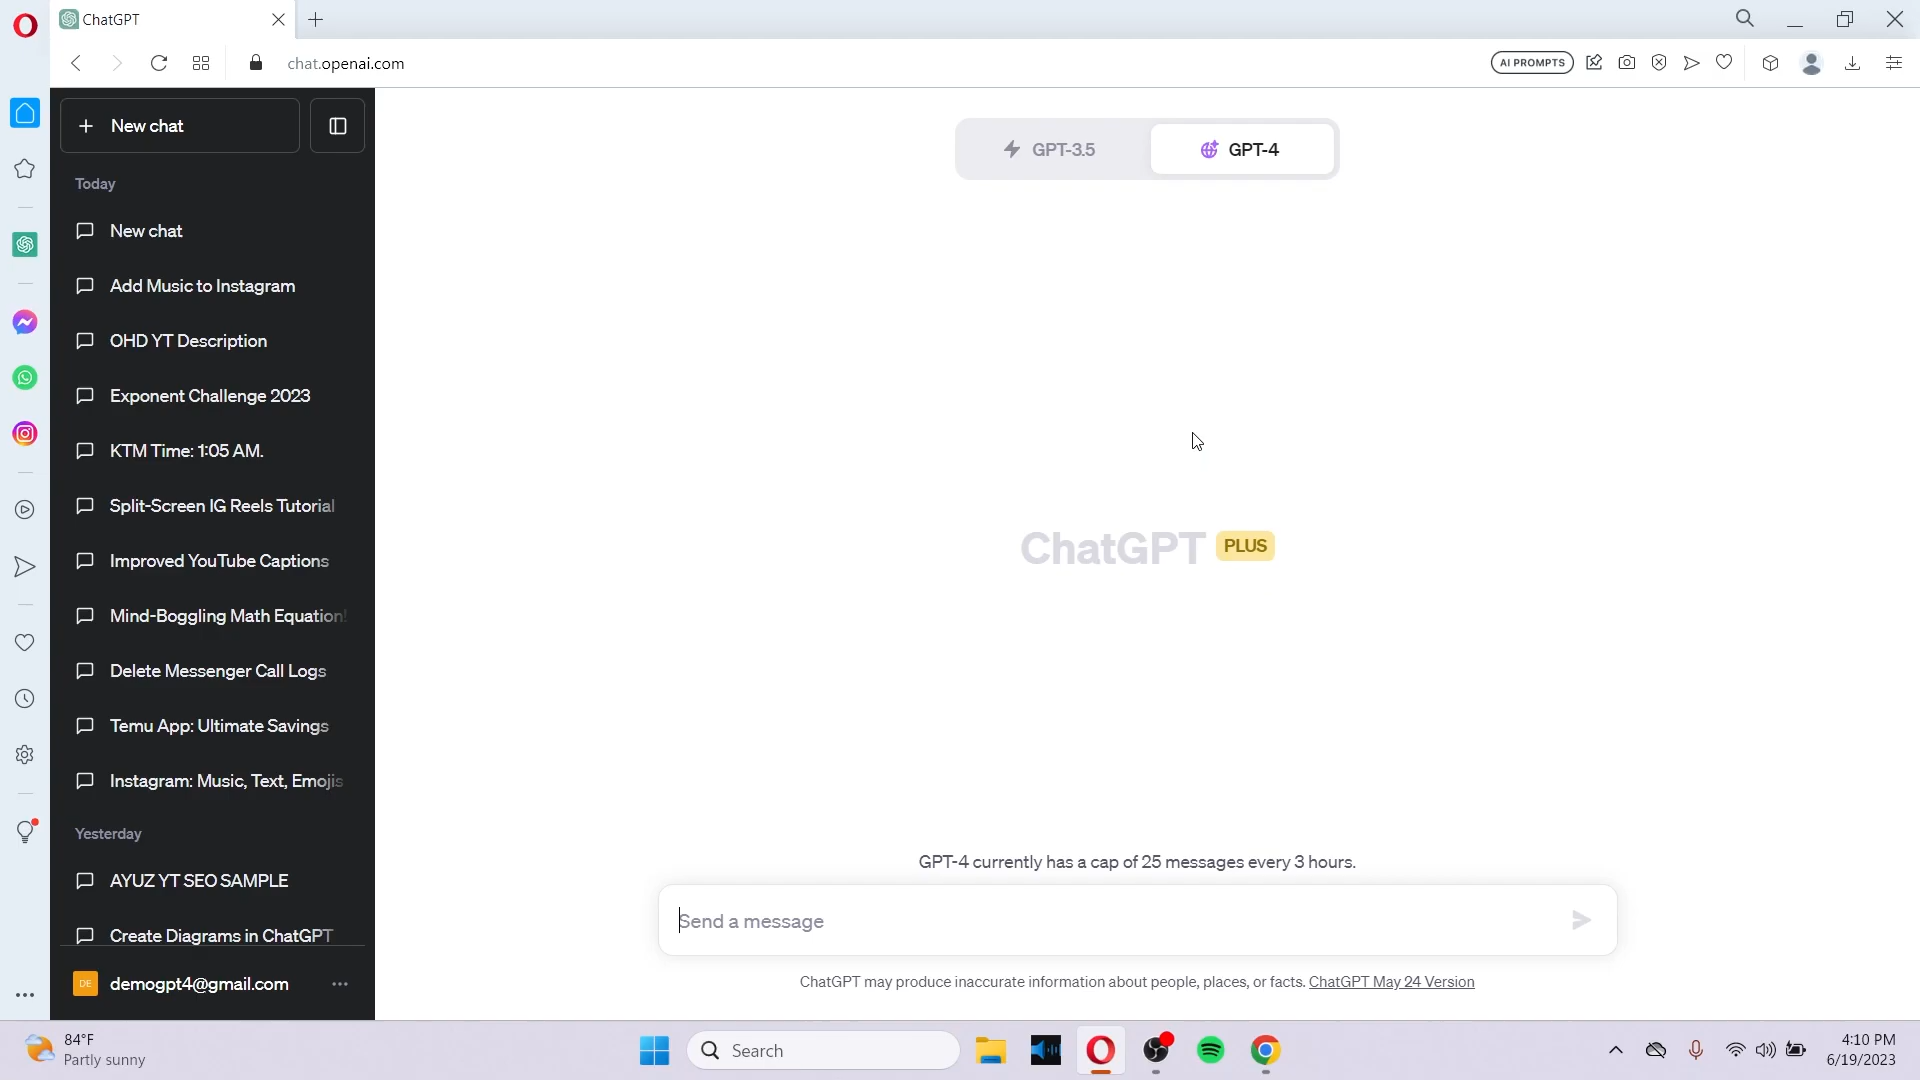 ChatGPT
chat.openai.com
AI PROMPTS
New chat
Today
New chat
Add Music to Instagram
OHD YT Description
Exponent Challenge 2023
KTM Time: 1:05 AM.
Split-Screen IG Reels Tutorial
Improved YouTube Captions
Mind-Boggling Math Equation!
Delete Messenger Call Logs
Temu App: Ultimate Savings
Instagram: Music, Text, Emojis
Yesterday
AYUZ YT SEO SAMPLE
Create Diagrams in ChatGPT
DE demogpt4@gmail.com
GPT-3.5 GPT-4
ChatGPT PLUS
GPT-4 currently has a cap of 25 messages every 3 hours.
Send a message
ChatGPT may produce inaccurate information about people, places, or facts. ChatGPT May 24 Version
84°F
Partly sunny
Search
4:10 PM
6/19/2023